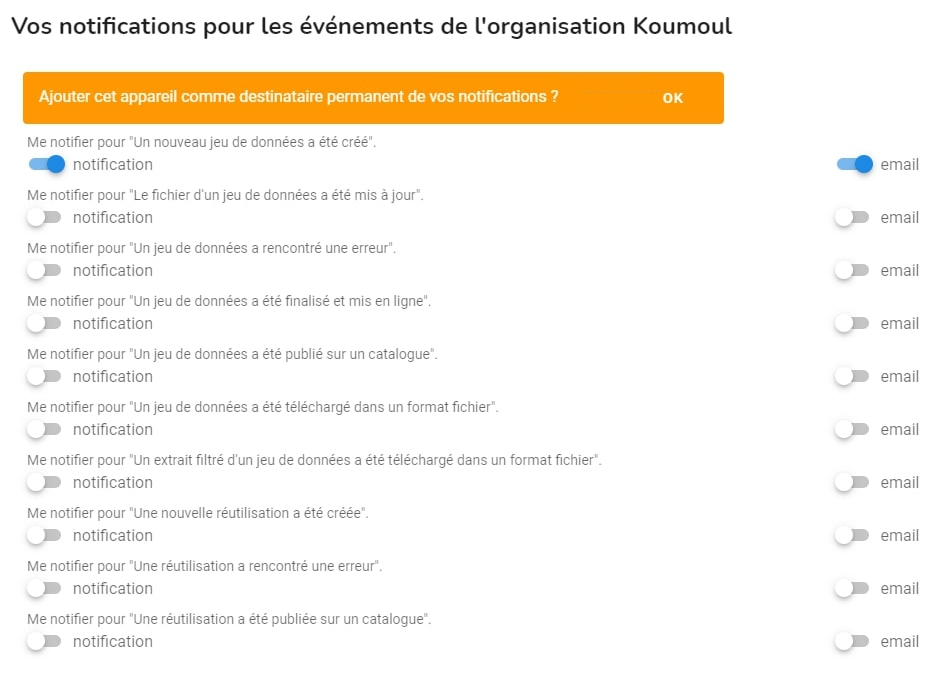 Vos notifications pour les événements de l'organisation Koumoul
Ajouter cet appareil comme destinataire permanent de vos notifications ? OK
Me notifier pour "Un nouveau jeu de données a été créé".
notification email
Me notifier pour "Le fichier d'un jeu de données a été mis à jour".
notification email
Me notifier pour "Un jeu de données a rencontré une erreur".
notification email
Me notifier pour "Un jeu de données a été finalisé et mis en ligne".
notification email
Me notifier pour "Un jeu de données a été publié sur un catalogue".
notification email
Me notifier pour "Un jeu de données a été téléchargé dans un format fichier".
notification email
Me notifier pour "Un extrait filtré d'un jeu de données a été téléchargé dans un format fichier".
notification email
Me notifier pour "Une nouvelle réutilisation a été créée".
notification email
Me notifier pour "Une réutilisation a rencontré une erreur".
notification email
Me notifier pour "Une réutilisation a été publiée sur un catalogue".
notification email